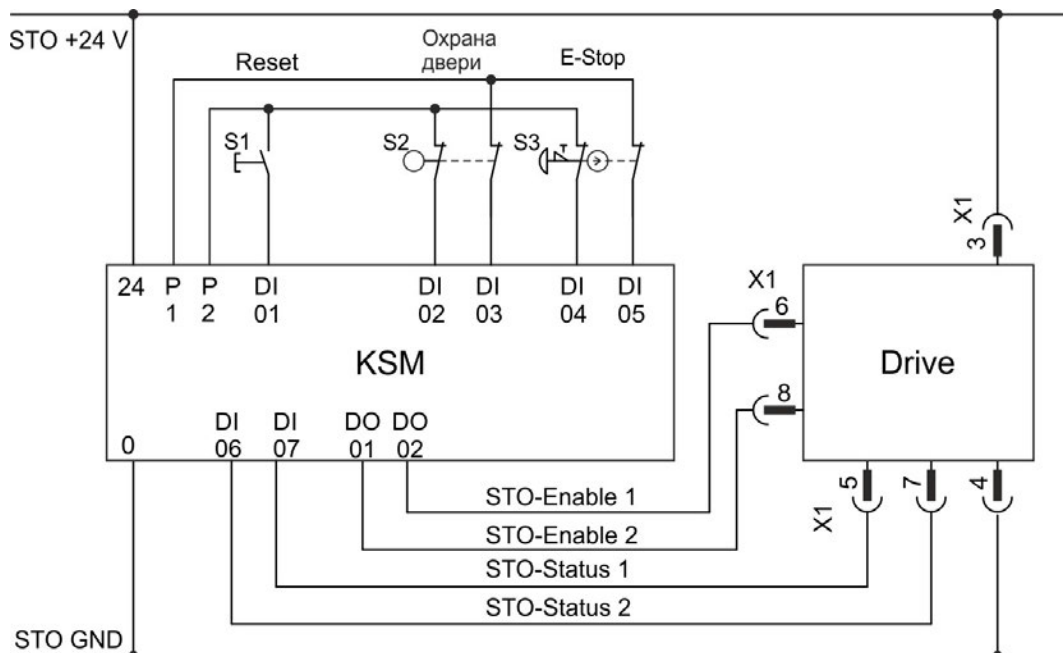 STO +24 V
Reset
Охрана
двери
E-Stop
S1
S2
S3
X1
3
24 P P DI DI DI DI DI
1 2 01 02 03 04 05
X1
6
KSM
Drive
8
DI DI DO DO
0 06 07 01 02
5 7 4
X1
STO-Enable 1
STO-Enable 2
STO-Status 1
STO-Status 2
STO GND